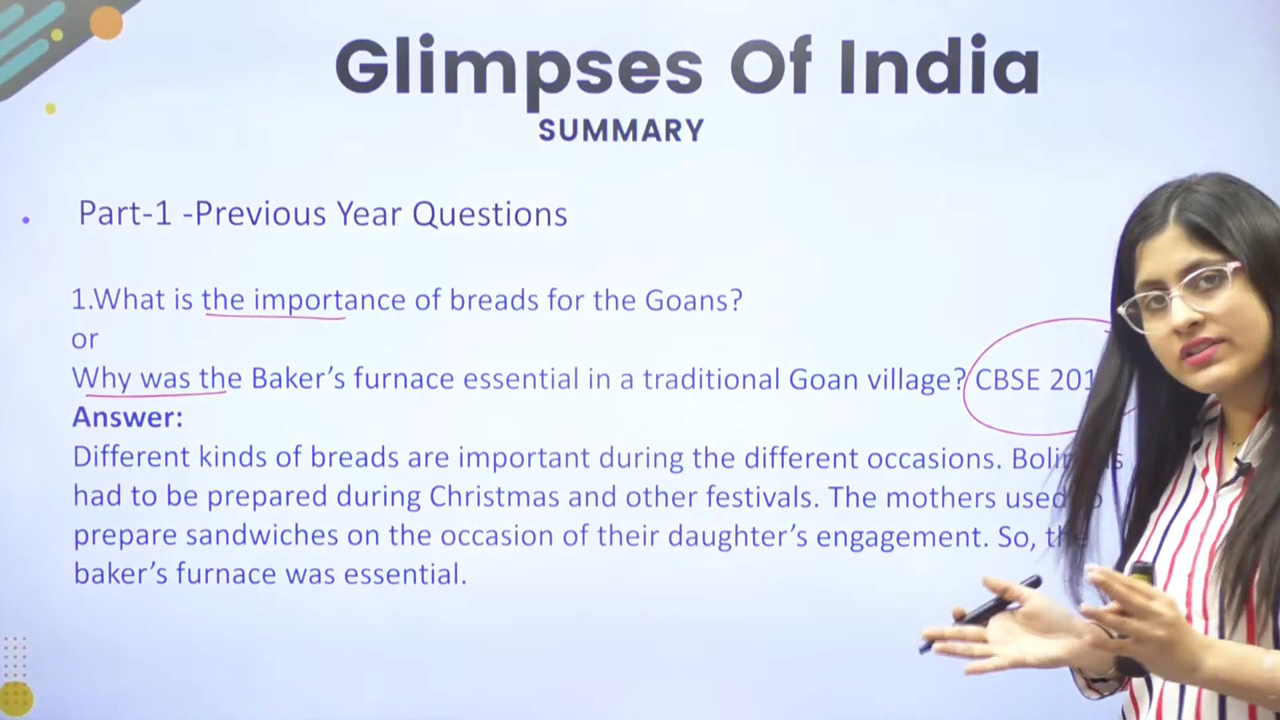 Glimpses Of India
SUMMARY
Part-1 -Previous Year Questions
1.What is the importance of breads for the Goans?
or
Why was the Baker's furnace essential in a traditional Goan village? CBSE
Answer:
Different kinds of breads are important during the different occasions.
had to be prepared during Christmas and other festivals. The mothers used
prepare sandwiches on the occasion of their daughter's engagement. So,
baker's furnace was essential.